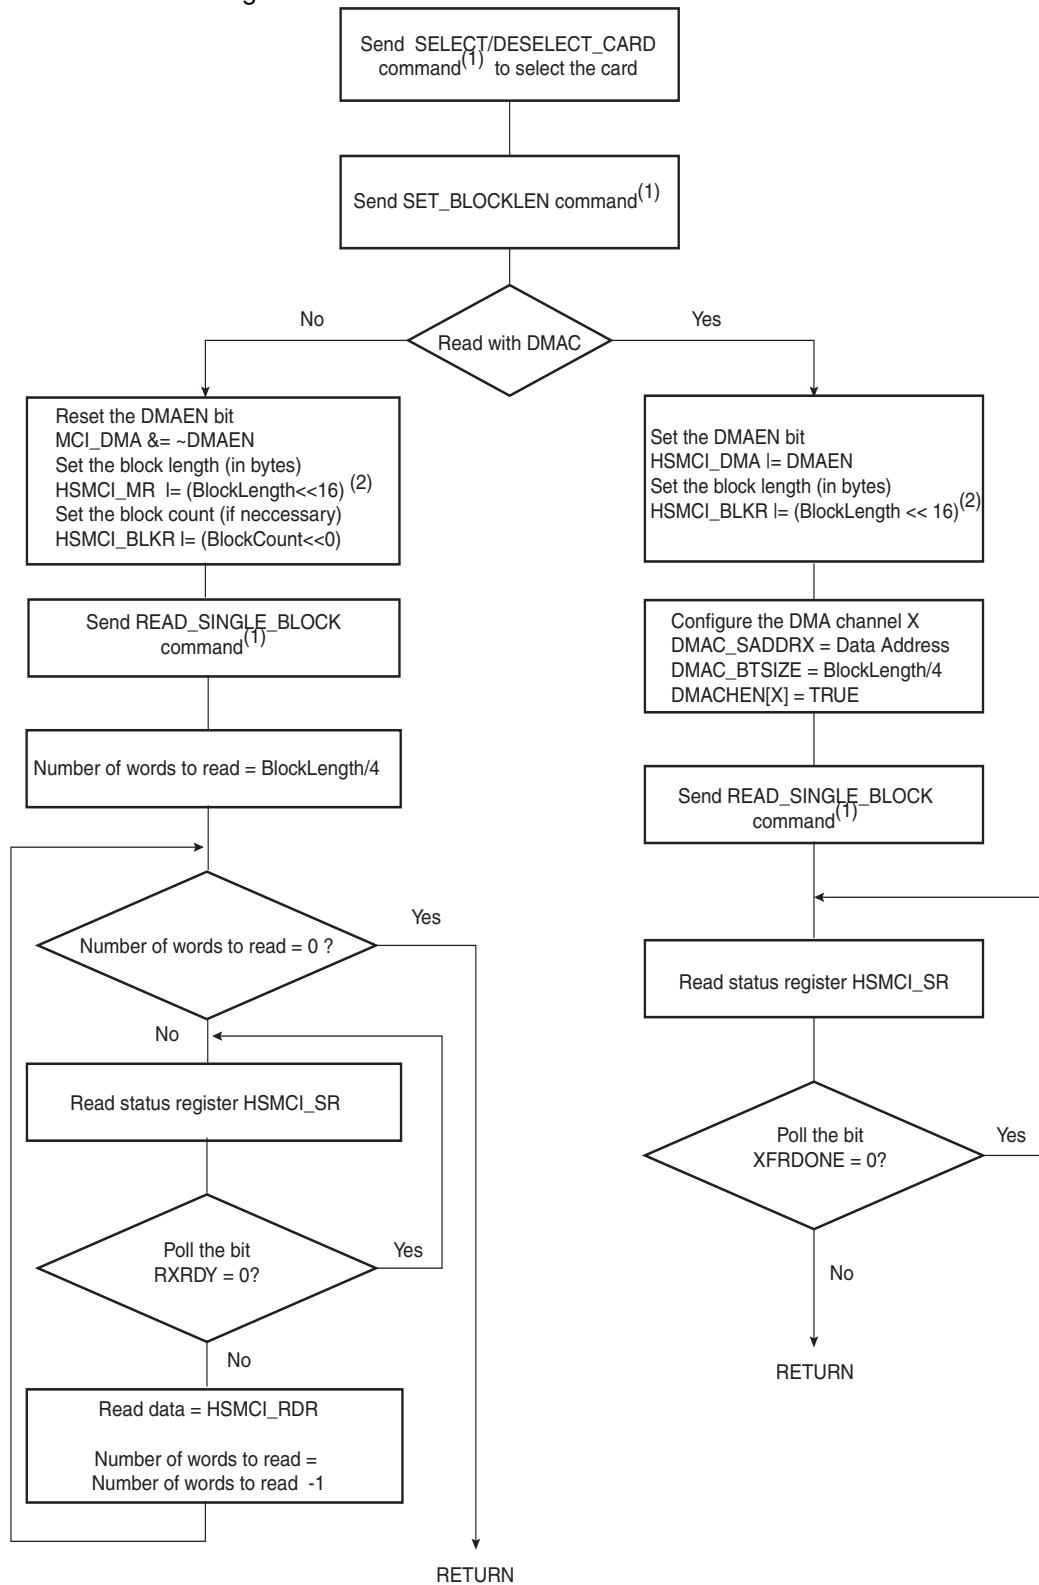 Send SELECT/DESELECT_CARD
command(1) to select the card
Send SET_BLOCKLEN command(1)
No
Yes
Read with DMAC
Reset the DMAEN bit
MCI_DMA &= ~DMAEN
Set the block length (in bytes)
HSMCI_MR |= (BlockLength<<16) (2)
Set the block count (if neccessary)
HSMCI_BLKR |= (BlockCount<<0)
Send READ_SINGLE_BLOCK
command(1)
Number of words to read = BlockLength/4
Number of words to read = 0 ?
Yes
No
Read status register HSMCI_SR
Poll the bit
RXRDY = 0?
Yes
No
Read data = HSMCI_RDR
Number of words to read =
Number of words to read -1
RETURN
Set the DMAEN bit
HSMCI_DMA |= DMAEN
Set the block length (in bytes)
HSMCI_BLKR |= (BlockLength << 16)(2)
Configure the DMA channel X
DMAC_SADDRX = Data Address
DMAC_BTSIZE = BlockLength/4
DMACHEN[X] = TRUE
Send READ_SINGLE_BLOCK
command(1)
Read status register HSMCI_SR
Poll the bit
XFRDONE = 0?
Yes
No
RETURN